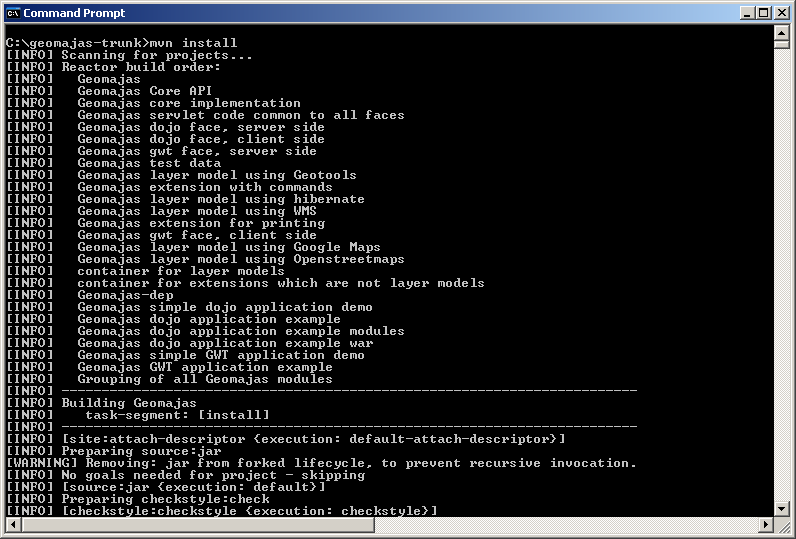 Command Prompt
C:\geomajas-trunk>mvn install
[INFO] Scanning for projects...
[INFO] Reactor build order:
[INFO]   Geomajas
[INFO]   Geomajas Core API
[INFO]   Geomajas core implementation
[INFO]   Geomajas servlet code common to all faces
[INFO]   Geomajas dojo face, server side
[INFO]   Geomajas dojo face, client side
[INFO]   Geomajas gwt face, server side
[INFO]   Geomajas test data
[INFO]   Geomajas layer model using Geotools
[INFO]   Geomajas extension with commands
[INFO]   Geomajas layer model using hibernate
[INFO]   Geomajas layer model using WMS
[INFO]   Geomajas extension for printing
[INFO]   Geomajas gwt face, client side
[INFO]   Geomajas layer model using Google Maps
[INFO]   Geomajas layer model using Openstreetmaps
[INFO]   container for layer models
[INFO]   container for extensions which are not layer models
[INFO]   Geomajas-dep
[INFO]   Geomajas simple dojo application demo
[INFO]   Geomajas dojo application example
[INFO]   Geomajas dojo application example modules
[INFO]   Geomajas dojo application example war
[INFO]   Geomajas simple GWT application demo
[INFO]   Geomajas GWT application example
[INFO]   Grouping of all Geomajas modules
[INFO] ------------------------------------------------------------------------
[INFO] Building Geomajas
[INFO]    task-segment: [install]
[INFO] ------------------------------------------------------------------------
[INFO] [site:attach-descriptor {execution: default-attach-descriptor}]
[INFO] Preparing source:jar
[WARNING] Removing: jar from forked lifecycle, to prevent recursive invocation.
[INFO] No goals needed for project - skipping
[INFO] [source:jar {execution: default}]
[INFO] Preparing checkstyle:check
[INFO] [checkstyle:checkstyle {execution: checkstyle}]